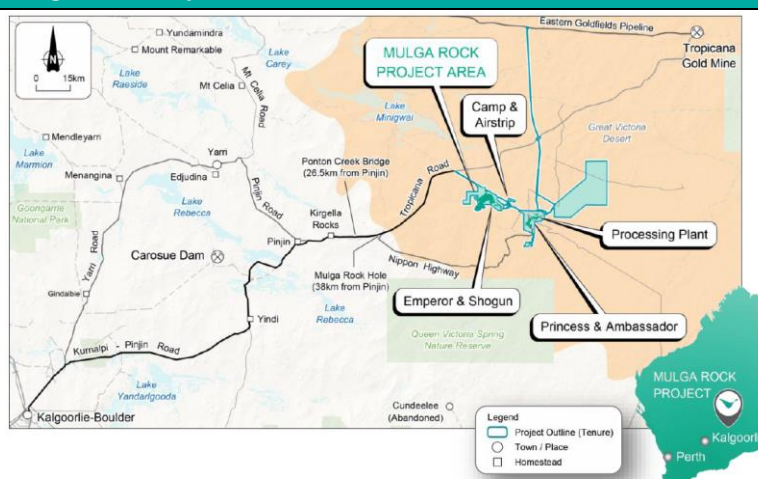 Eastern Goldfields Pipeline
Tropicana
Gold Mine
Yundamindra
Mount Remarkable
Lake
Carey
N
0 15km
Lake
Raeside
Mt Celia
Mt Celia Road
MULGA ROCK
PROJECT AREA
Lake
Minigwal
Camp &
Airstrip
Great Victoria
Desert
Mendleyarri
Lake
Marmion
Menangina
Yarri
Edjudina
Ponton Creek Bridge
(26.5km from Pinjin)
Tropicana Road
Goongarrie
National Park
Lake
Rebecca
Pinjin Road
Kirgella
Rocks
Pinjin
Processing Plant
Yarri Road
Carosue Dam
Mulga Rock Hole
(38km from Pinjin)
Nippon Highway
Emperor & Shogun
Princess & Ambassador
Gindalbie
Lake
Rebecca
Yindi
Queen Victoria Spring
Nature Reserve
Kurnalpi - Pinjin Road
Lake
Yandarlgooda
Kalgoorlie-Boulder
Cundeelee
(Abandoned)
Legend
Project Outline (Tenure)
Town / Place
Homestead
MULGA ROCK
PROJECT
Kalgoorli
Perth